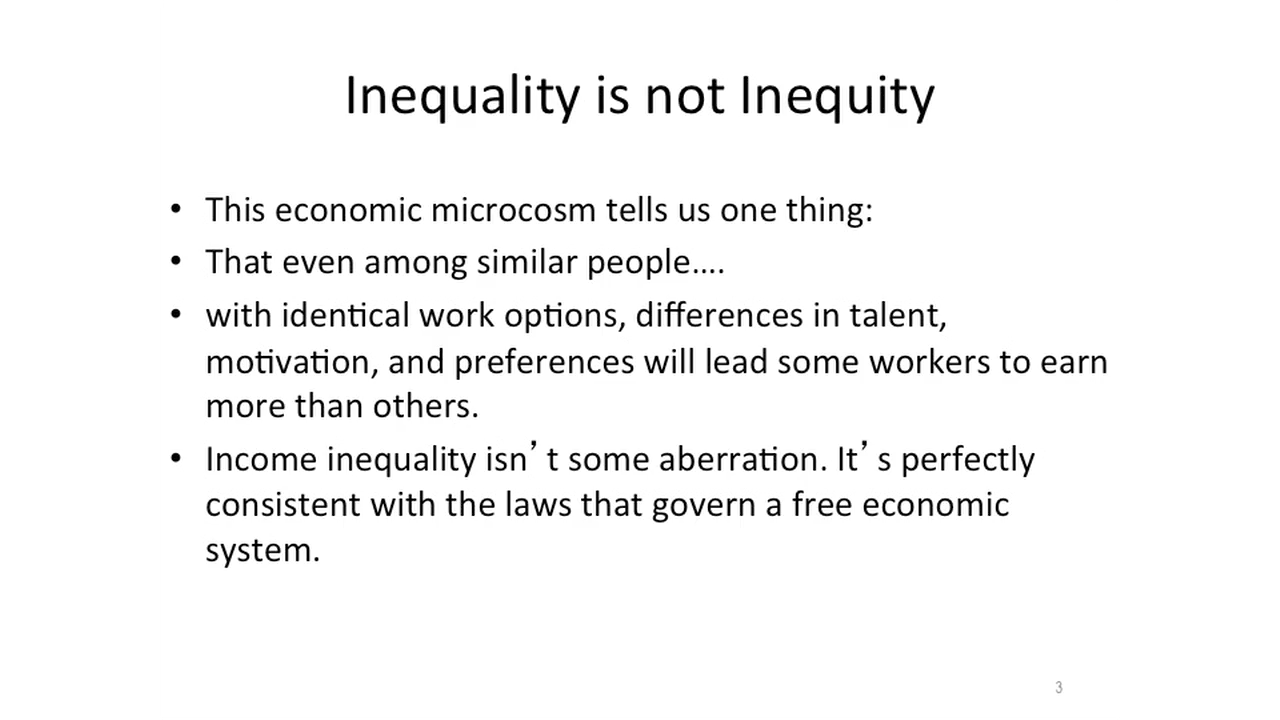 Inequality is not Inequity
• This economic microcosm tells us one thing:
• That even among similar people....
• with identical work options, differences in talent,
motivation, and preferences will lead some workers to earn
more than others.
• Income inequality isn’t some aberration. It’s perfectly
consistent with the laws that govern a free economic
system.
3